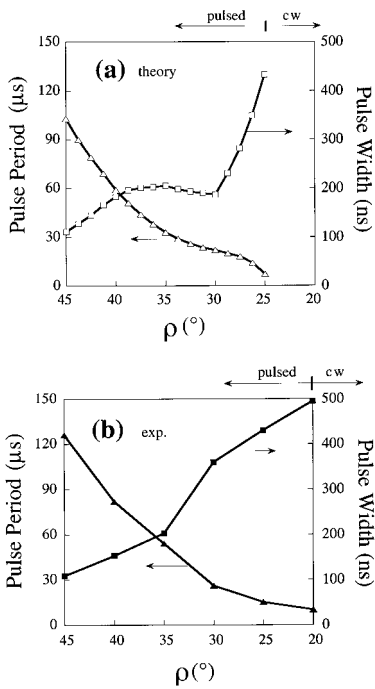 pulsed cw
150 500
(a) theory
120 400
90 300
60 200
30 100
0 0
45 40 35 30 25 20
Pulse Period (μs)
Pulse Width (ns)
ρ (°)
pulsed cw
150 500
(b) exp.
120 400
90 300
60 200
30 100
0 0
45 40 35 30 25 20
Pulse Period (μs)
Pulse Width (ns)
ρ (°)